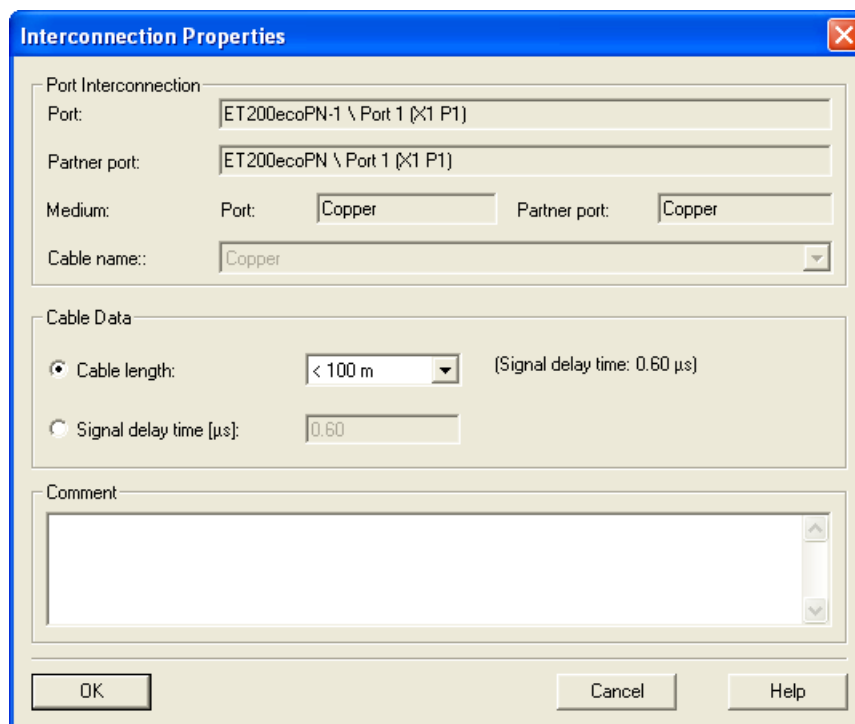 Interconnection Properties
Port Interconnection
Port: ET200ecoPN-1 \ Port 1 (X1 P1)
Partner port: ET200ecoPN \ Port 1 (X1 P1)
Medium: Port: Copper Partner port: Copper
Cable name:: Copper
Cable Data
Cable length: < 100 m (Signal delay time: 0.60 µs)
Signal delay time [µs]: 0.60
Comment
OK Cancel Help